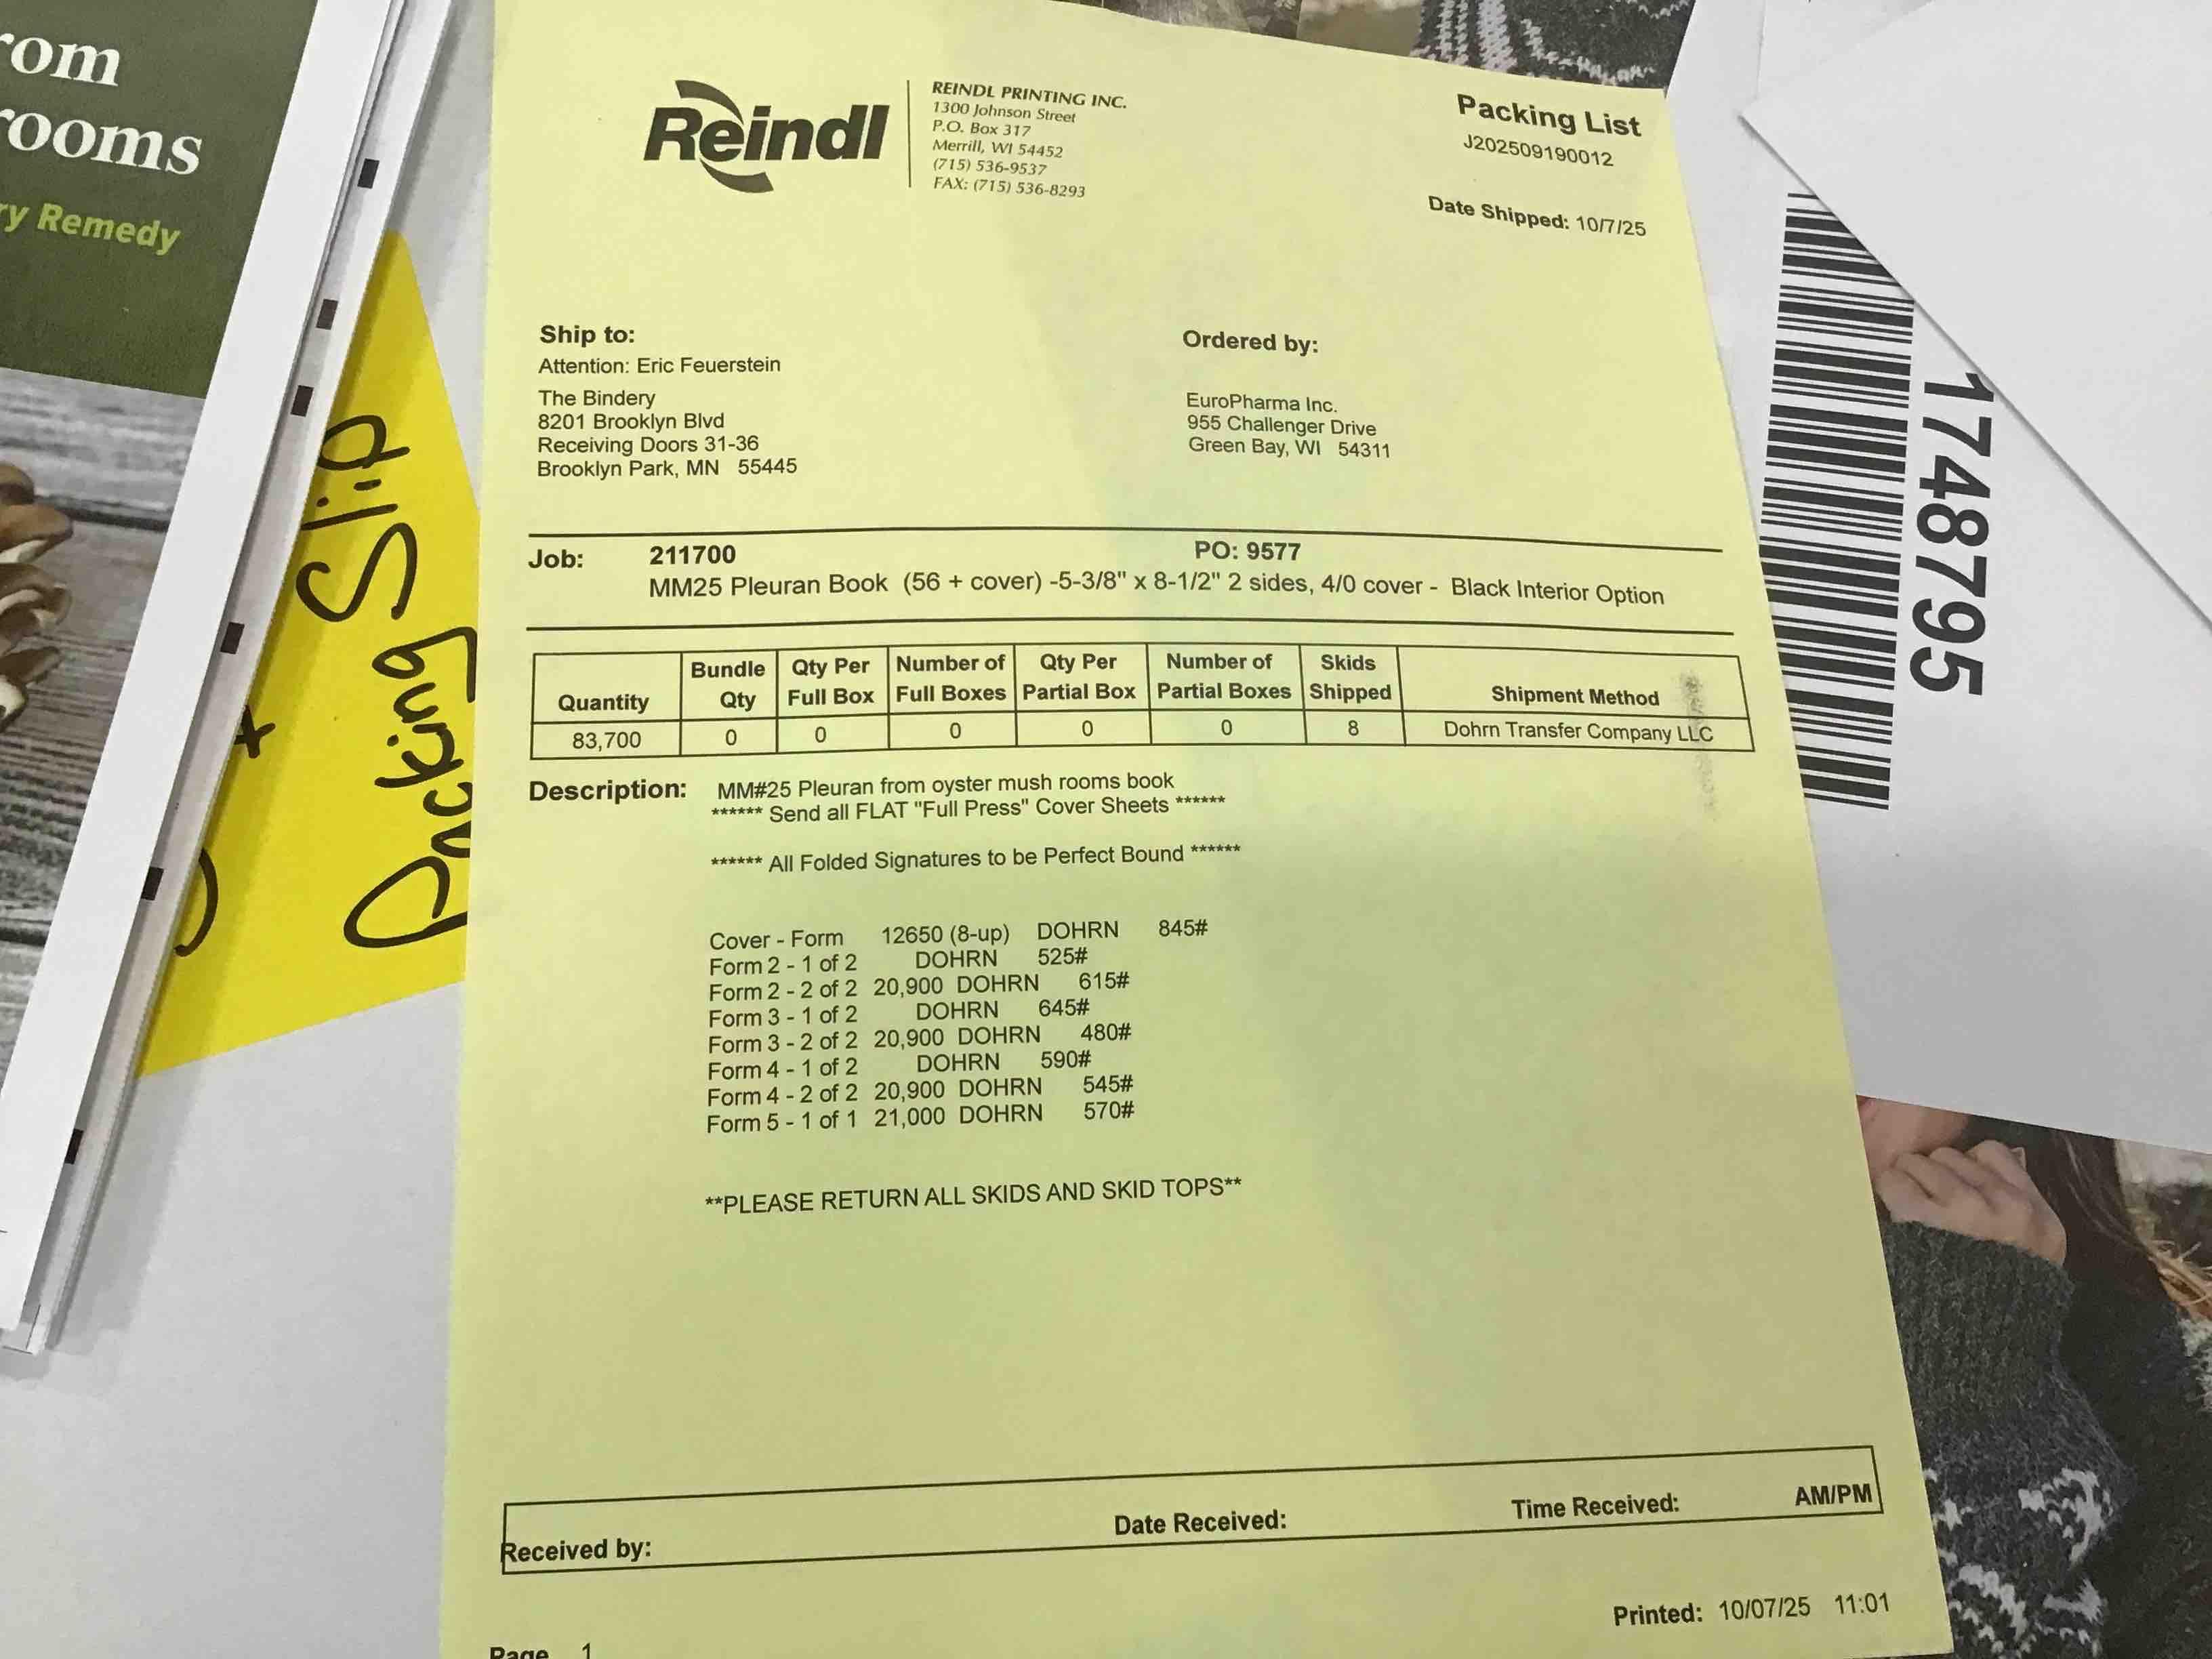 om
rooms
ry Remedy
Packing Slip
Reindl
REINDL PRINTING INC.
1300 Johnson Street
P.O. Box 317
Merrill, WI 54452
(715) 536-9537
FAX: (715) 536-8293
Packing List
J202509190012
Date Shipped: 10/7/25
Ship to:
Attention: Eric Feuerstein
The Bindery
8201 Brooklyn Blvd
Receiving Doors 31-36
Brooklyn Park, MN 55445
Ordered by:
EuroPharma Inc.
955 Challenger Drive
Green Bay, WI 54311
Job: 211700 PO: 9577
MM25 Pleuran Book (56 + cover) -5-3/8" x 8-1/2" 2 sides, 4/0 cover - Black Interior Option
Quantity Bundle Qty Qty Per Full Box Number of Full Boxes Qty Per Partial Box Number of Partial Boxes Skids Shipped Shipment Method
83,700 0 0 0 0 0 8 Dohrn Transfer Company LLC
Description: MM#25 Pleuran from oyster mush rooms book
****** Send all FLAT "Full Press" Cover Sheets ******
****** All Folded Signatures to be Perfect Bound ******
Cover - Form 12650 (8-up) DOHRN 845#
Form 2 - 1 of 2 DOHRN 525#
Form 2 - 2 of 2 20,900 DOHRN 615#
Form 3 - 1 of 2 DOHRN 645#
Form 3 - 2 of 2 20,900 DOHRN 480#
Form 4 - 1 of 2 DOHRN 590#
Form 4 - 2 of 2 20,900 DOHRN 545#
Form 5 - 1 of 1 21,000 DOHRN 570#
**PLEASE RETURN ALL SKIDS AND SKID TOPS**
Received by: Date Received: Time Received: AM/PM
Printed: 10/07/25 11:01
Page 1
1748795